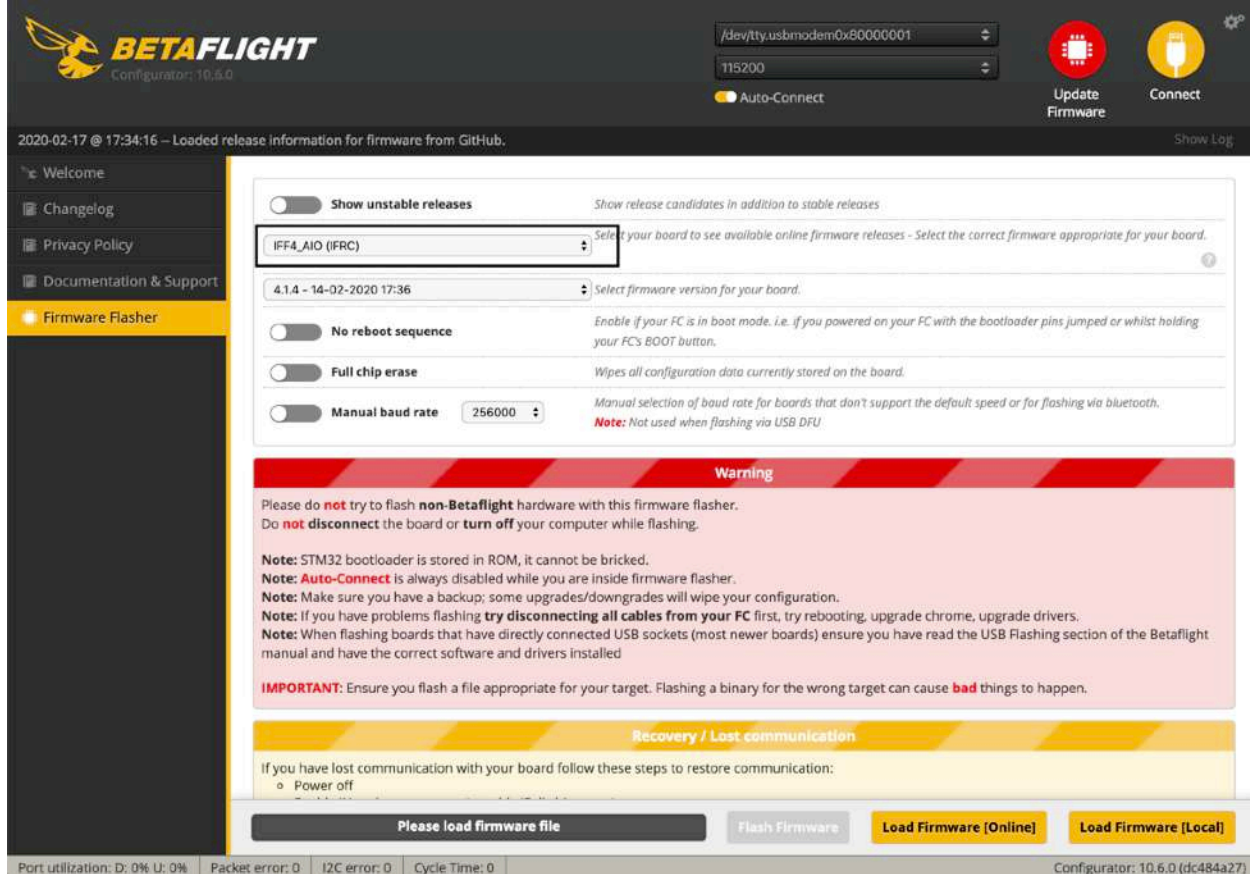 BETAFLIGHT
Configurator: 10.6.0
/dev/tty.usbmodem0x80000001
115200
Auto-Connect
Update
Firmware
Connect
2020-02-17 @ 17:34:16 -- Loaded release information for firmware from GitHub.
Show Log
Welcome
Changelog
Privacy Policy
Documentation & Support
Firmware Flasher
Show unstable releases
Show release candidates in addition to stable releases
IFF4_AIO (IFRC)
Select your board to see available online firmware releases - Select the correct firmware appropriate for your board.
4.1.4 - 14-02-2020 17:36
Select firmware version for your board.
No reboot sequence
Enable if your FC is in boot mode. i.e. if you powered on your FC with the bootloader pins jumped or whilst holding
your FC's BOOT button.
Full chip erase
Wipes all configuration data currently stored on the board.
Manual baud rate
256000
Manual selection of baud rate for boards that don't support the default speed or for flashing via bluetooth.
Note: Not used when flashing via USB DFU
Warning
Please do not try to flash non-Betaflight hardware with this firmware flasher.
Do not disconnect the board or turn off your computer while flashing.
Note: STM32 bootloader is stored in ROM, it cannot be bricked.
Note: Auto-Connect is always disabled while you are inside firmware flasher.
Note: Make sure you have a backup; some upgrades/downgrades will wipe your configuration.
Note: If you have problems flashing try disconnecting all cables from your FC first, try rebooting, upgrade chrome, upgrade drivers.
Note: When flashing boards that have directly connected USB sockets (most newer boards) ensure you have read the USB Flashing section of the Betaflight
manual and have the correct software and drivers installed
IMPORTANT: Ensure you flash a file appropriate for your target. Flashing a binary for the wrong target can cause bad things to happen.
Recovery / Lost communication
If you have lost communication with your board follow these steps to restore communication:
Power off
Please load firmware file
Flash Firmware
Load Firmware [Online]
Load Firmware [Local]
Port utilization: D: 0% U: 0%
Packet error: 0
I2C error: 0
Cycle Time: 0
Configurator: 10.6.0 (dc484a27)